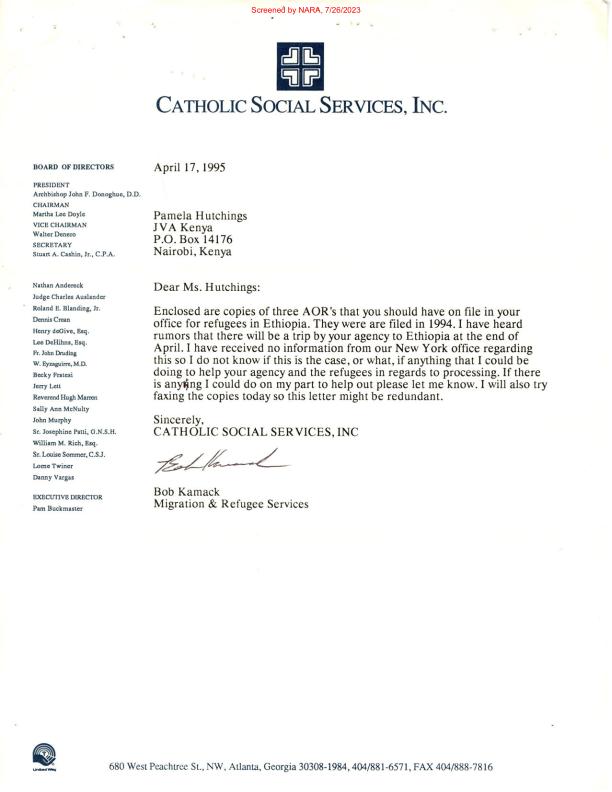 Screened by NARA, 7/26/2023
CATHOLIC SOCIAL SERVICES, INC.
BOARD OF DIRECTORS
PRESIDENT
Archbishop John F. Donoghue, D.D.
CHAIRMAN
Martha Lee Doyle
VICE CHAIRMAN
Walter Denero
SECRETARY
Stuart A. Cashin, Jr., C.P.A.
Nathan Andereck
Judge Charles Auslander
Roland E. Blanding, Jr.
Dennis Crean
Henry deGive, Esq.
Lee DeHihns, Esq.
Fr. John Druding
W. Eyzaguirre, M.D.
Becky Fratesi
Jerry Lett
Reverend Hugh Marren
Sally Ann McNulty
John Murphy
Sr. Josephine Patti, G.N.S.H.
William M. Rich, Esq.
Sr. Louise Sommer, C.S.J.
Lorne Twiner
Danny Vargas
EXECUTIVE DIRECTOR
Pam Buckmaster
April 17, 1995
Pamela Hutchings
JVA Kenya
P.O. Box 14176
Nairobi, Kenya
Dear Ms. Hutchings:
Enclosed are copies of three AOR's that you should have on file in your
office for refugees in Ethiopia. They were are filed in 1994. I have heard
rumors that there will be a trip by your agency to Ethiopia at the end of
April. I have received no information from our New York office regarding
this so I do not know if this is the case, or what, if anything that I could be
doing to help your agency and the refugees in regards to processing. If there
is anything I could do on my part to help out please let me know. I will also try
faxing the copies today so this letter might be redundant.
Sincerely,
CATHOLIC SOCIAL SERVICES, INC
Bob Kamack
Bob Kamack
Migration & Refugee Services
United Way
680 West Peachtree St., NW, Atlanta, Georgia 30308-1984, 404/881-6571, FAX 404/888-7816